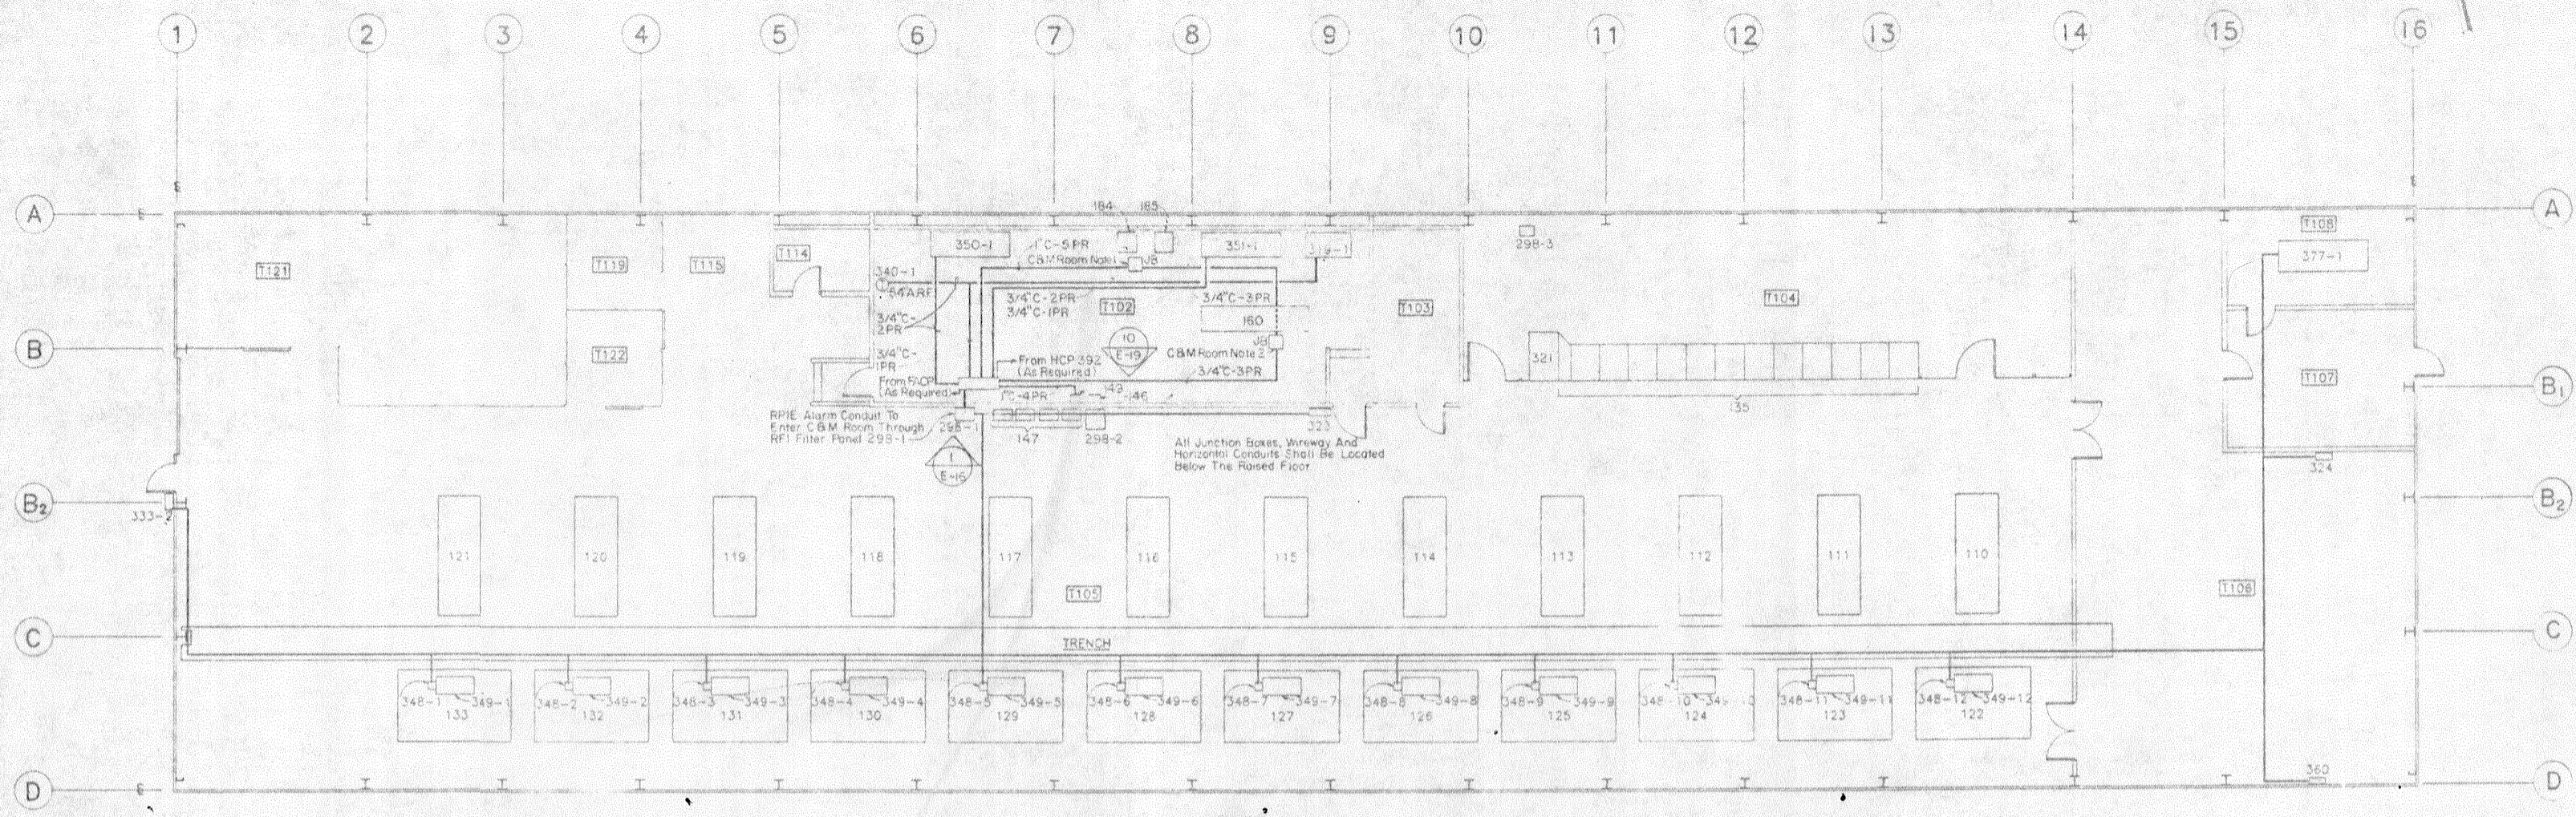 1 2 3 4 5 6 7 8 9 10 11 12 13 14 15 16
A
A
184 185
T108
T121
T119
T115
T114
350-1
1"C-5PR
C&M Room Note 1
JB
351-1
319-1
298-3
377-1
340-1
T
54ARF
3/4"C-2PR
3/4"C-1PR
T102
3/4"C-3PR
T103
T104
160
3/4"C-
2PR
B
T122
3/4"C-
1PR
10
E-19
JB
C&M Room Note 2
From HCP 392
(As Required)
3/4"C-3PR
321
T107
B1
From FACP
(As Required)
1"C-4PR
146
135
RPIE Alarm Conduit To
Enter C&M Room Through
RFI Filter Panel 298-1
298-1
147
298-2
323
All Junction Boxes, Wireway And
Horizontal Conduits Shall Be Located
Below The Raised Floor
1
E-16
324
B2
B2
121 120 119 118 117 116 115 114 113 112 111 110
T105
T106
C
TRENCH
C
348-1 349-1 348-2 349-2 348-3 349-3 348-4 349-4 348-5 349-5 348-6 349-6 348-7 349-7 348-8 349-8 348-9 349-9 348-10 348-11 349-11 348-12 349-12
133 132 131 130 129 128 127 126 125 124 123 122
360
D
D